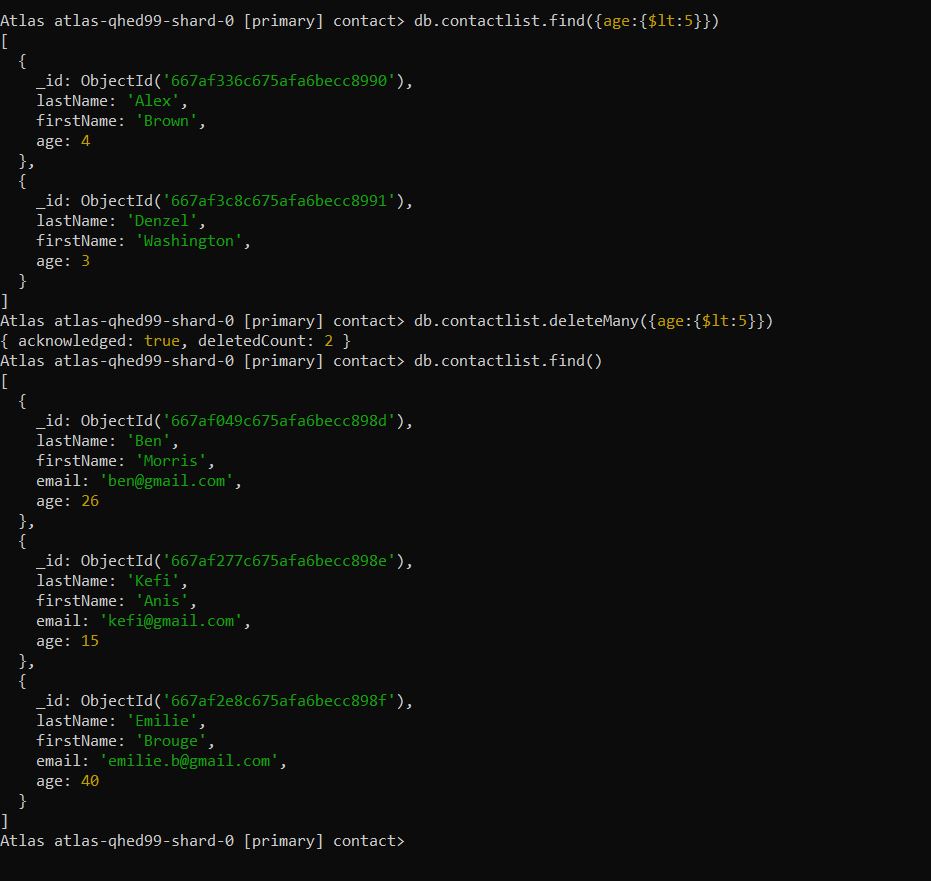 Atlas atlas-qhed99-shard-0 [primary] contact> db.contactlist.find({age:{$lt:5}})
[
  {
    _id: ObjectId('667af336c675afa6becc8990'),
    lastName: 'Alex',
    firstName: 'Brown',
    age: 4
  },
  {
    _id: ObjectId('667af3c8c675afa6becc8991'),
    lastName: 'Denzel',
    firstName: 'Washington',
    age: 3
  }
]
Atlas atlas-qhed99-shard-0 [primary] contact> db.contactlist.deleteMany({age:{$lt:5}})
{ acknowledged: true, deletedCount: 2 }
Atlas atlas-qhed99-shard-0 [primary] contact> db.contactlist.find()
[
  {
    _id: ObjectId('667af049c675afa6becc898d'),
    lastName: 'Ben',
    firstName: 'Morris',
    email: 'ben@gmail.com',
    age: 26
  },
  {
    _id: ObjectId('667af277c675afa6becc898e'),
    lastName: 'Kefi',
    firstName: 'Anis',
    email: 'kefi@gmail.com',
    age: 15
  },
  {
    _id: ObjectId('667af2e8c675afa6becc898f'),
    lastName: 'Emilie',
    firstName: 'Brouge',
    email: 'emilie.b@gmail.com',
    age: 40
  }
]
Atlas atlas-qhed99-shard-0 [primary] contact>